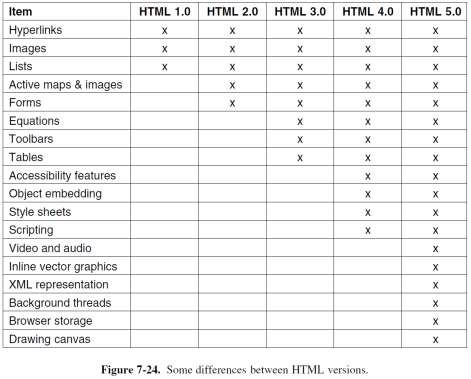 Item HTML 1.0 HTML 2.0 HTML 3.0 HTML 4.0 HTML 5.0
Hyperlinks x x x x x
Images x x x x x
Lists x x x x x
Active maps & images x x x x
Forms x x x x
Equations x x x
Toolbars x x x
Tables x x x
Accessibility features x x
Object embedding x x
Style sheets x x
Scripting x x
Video and audio x
Inline vector graphics x
XML representation x
Background threads x
Browser storage x
Drawing canvas x
Figure 7-24. Some differences between HTML versions.